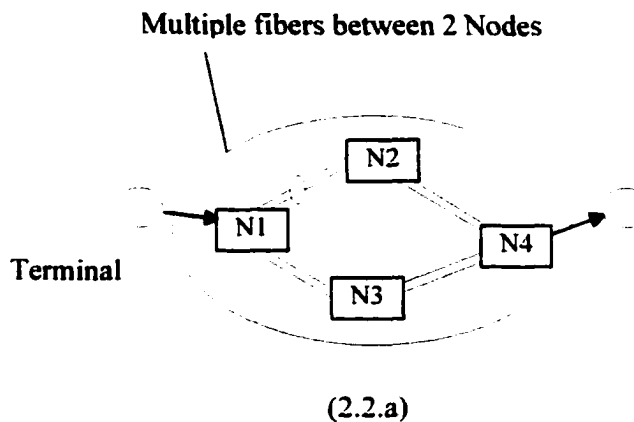 Multiple fibers between 2 Nodes
N2
N1
N4
Terminal
N3
(2.2.a)